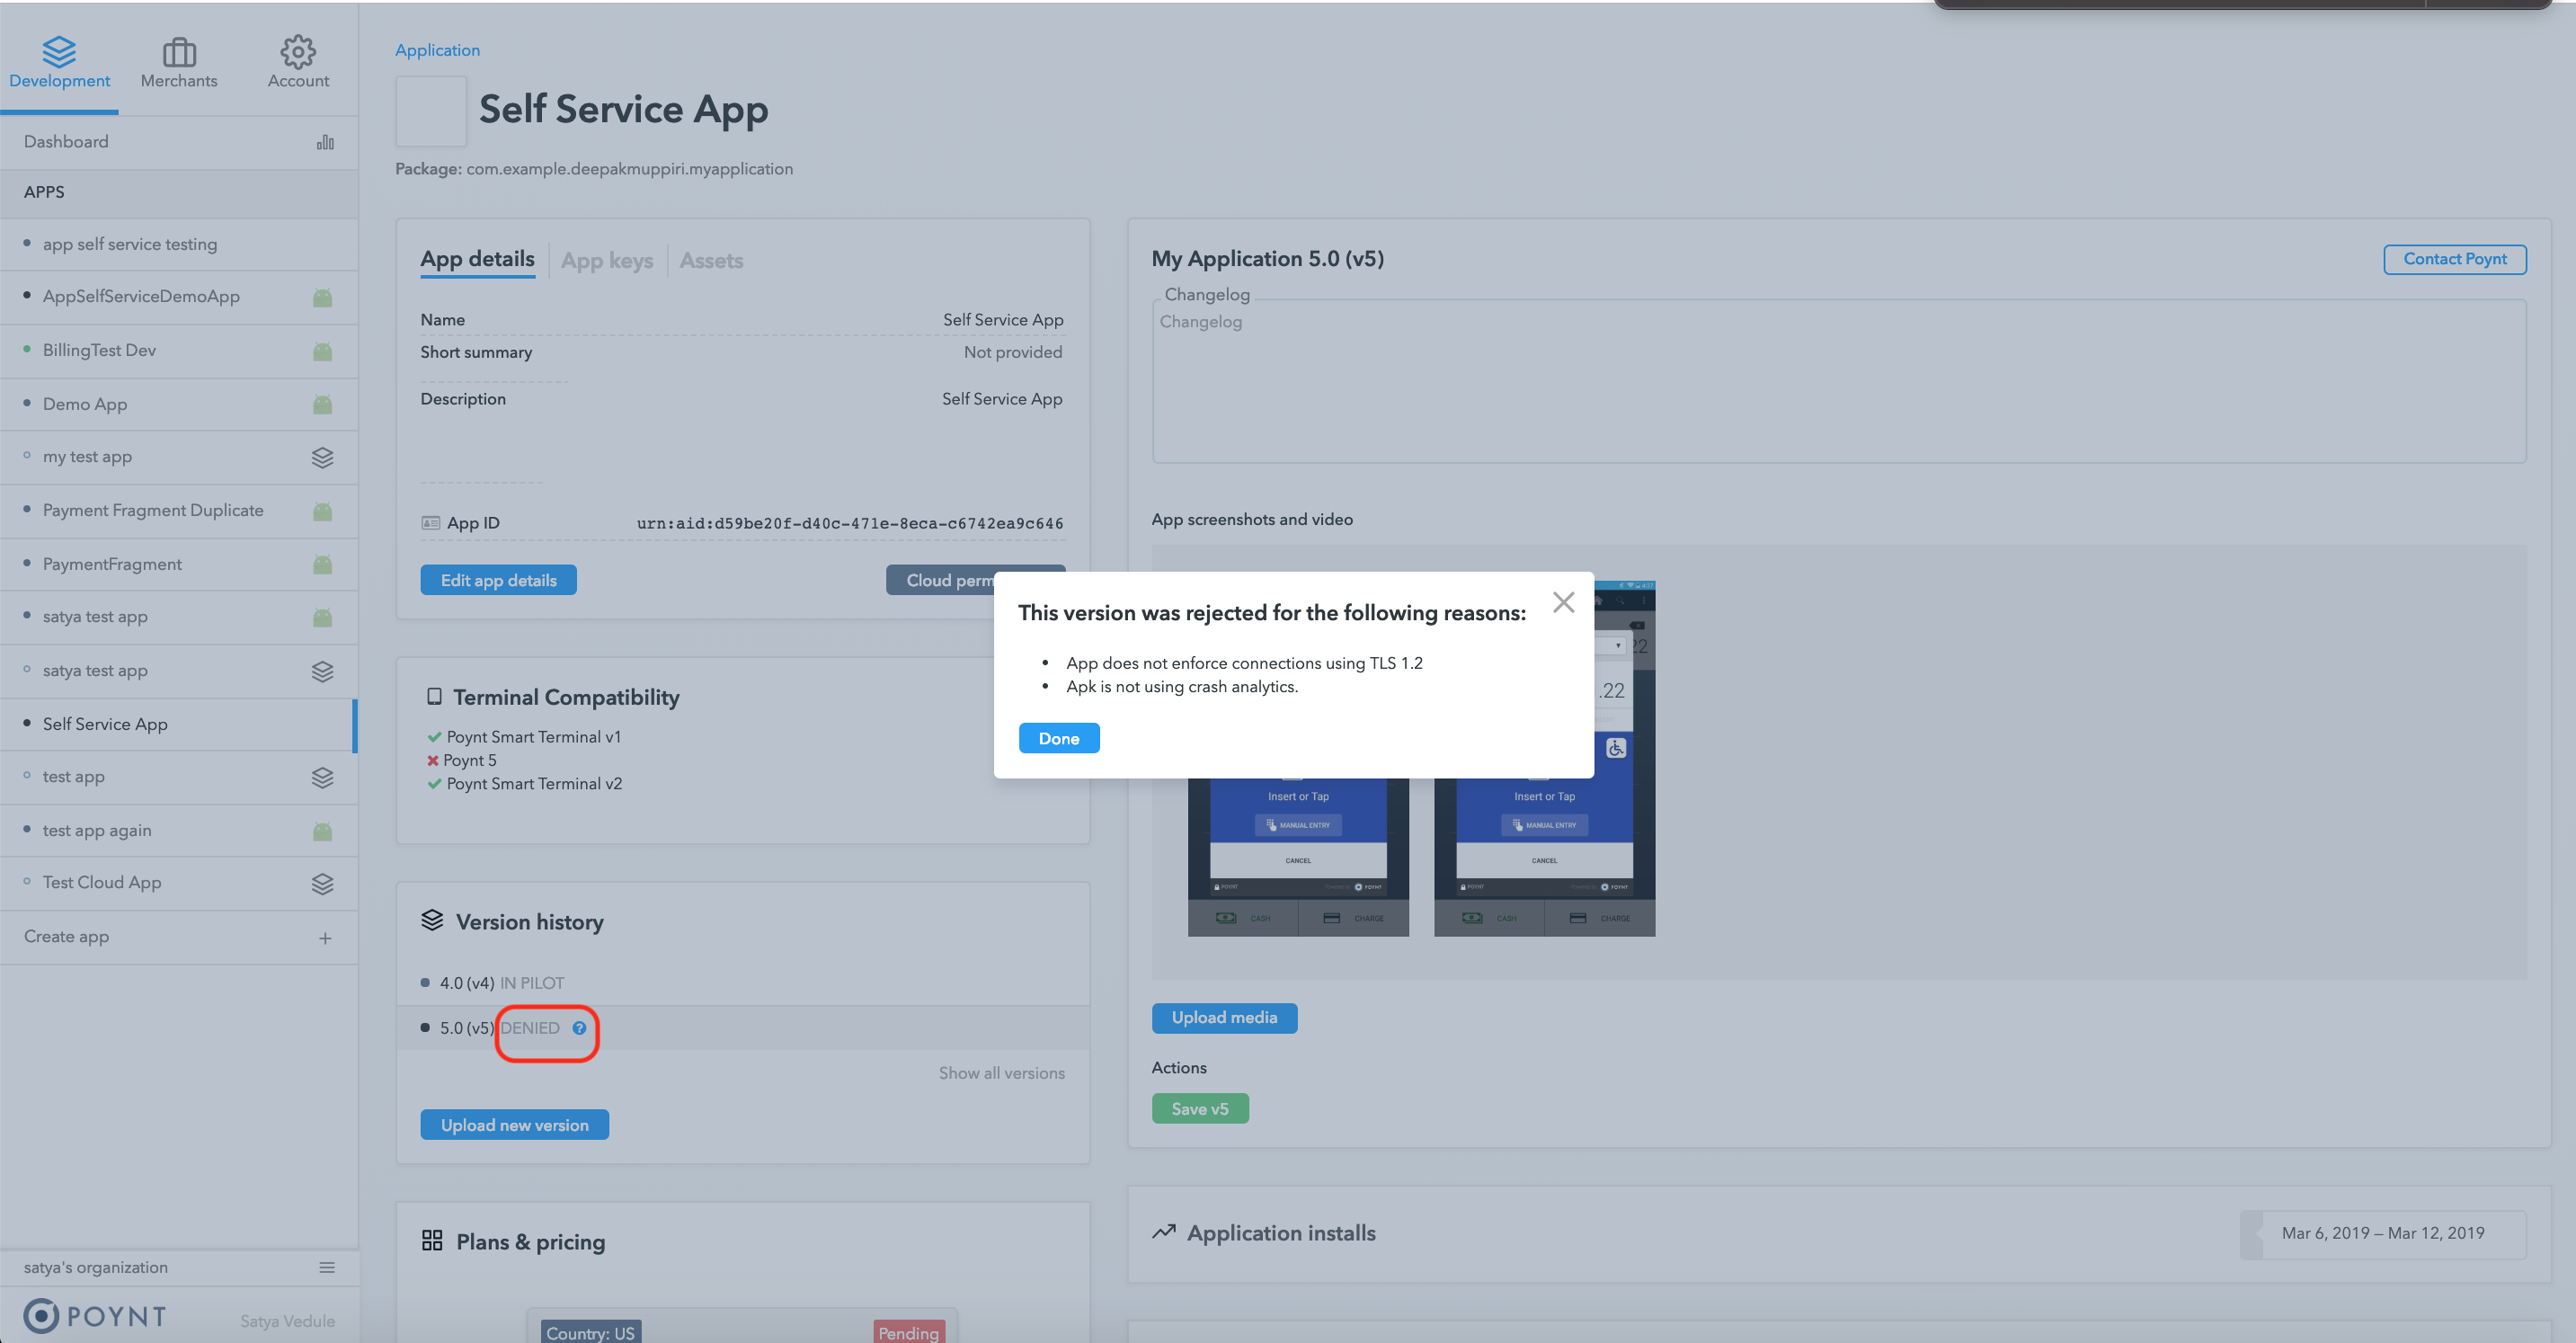 Development
Merchants
Account
Dashboard
APPS
app self service testing
AppSelfServiceDemoApp
BillingTest Dev
Demo App
my test app
Payment Fragment Duplicate
PaymentFragment
satya test app
satya test app
Self Service App
test app
test app again
Test Cloud App
Create app
satya's organization
POYNT
Satya Vedule
Application
Self Service App
Package: com.example.deepakmuppiri.myapplication
App details
App keys
Assets
Name
Self Service App
Short summary
Not provided
Description
Self Service App
App ID
urn:aid:d59be20f-d40c-471e-8eca-c6742ea9c646
Edit app details
Cloud perm
Terminal Compatibility
Poynt Smart Terminal v1
Poynt 5
Poynt Smart Terminal v2
Version history
4.0 (v4) IN PILOT
5.0 (v5) DENIED ?
Show all versions
Upload new version
Plans & pricing
Country: US
Pending
This version was rejected for the following reasons:
App does not enforce connections using TLS 1.2
Apk is not using crash analytics.
Done
My Application 5.0 (v5)
Contact Poynt
Changelog
Changelog
App screenshots and video
4:37
22
.22
Insert or Tap
MANUAL ENTRY
CANCEL
POYNT
POYNT
CASH
CHARGE
Insert or Tap
MANUAL ENTRY
CANCEL
POYNT
POYNT
CASH
CHARGE
Upload media
Actions
Save v5
Application installs
Mar 6, 2019 – Mar 12, 2019